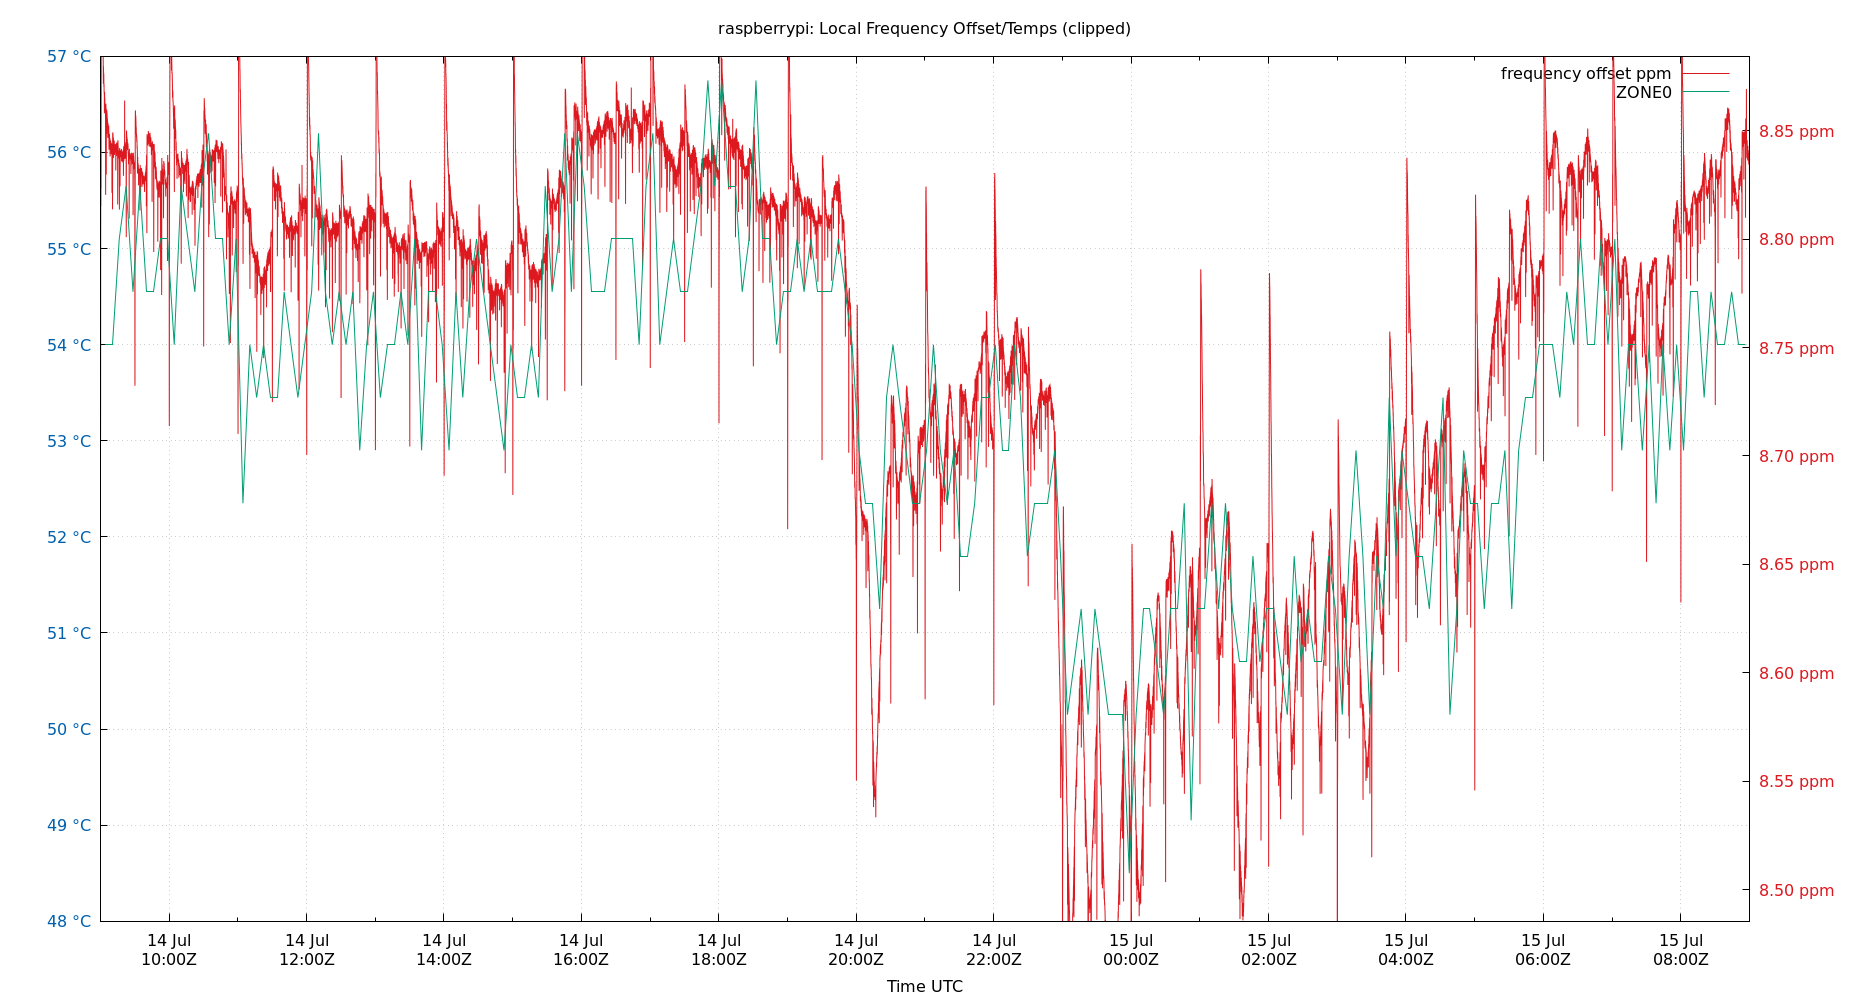 raspberrypi: Local Frequency Offset/Temps (clipped)
frequency offset ppm
ZONE0
57 °C
56 °C
55 °C
54 °C
53 °C
52 °C
51 °C
50 °C
49 °C
48 °C
8.85 ppm
8.80 ppm
8.75 ppm
8.70 ppm
8.65 ppm
8.60 ppm
8.55 ppm
8.50 ppm
14 Jul 14 Jul 14 Jul 14 Jul 14 Jul 14 Jul 14 Jul 15 Jul 15 Jul 15 Jul 15 Jul 15 Jul
10:00Z 12:00Z 14:00Z 16:00Z 18:00Z 20:00Z 22:00Z 00:00Z 02:00Z 04:00Z 06:00Z 08:00Z
Time UTC